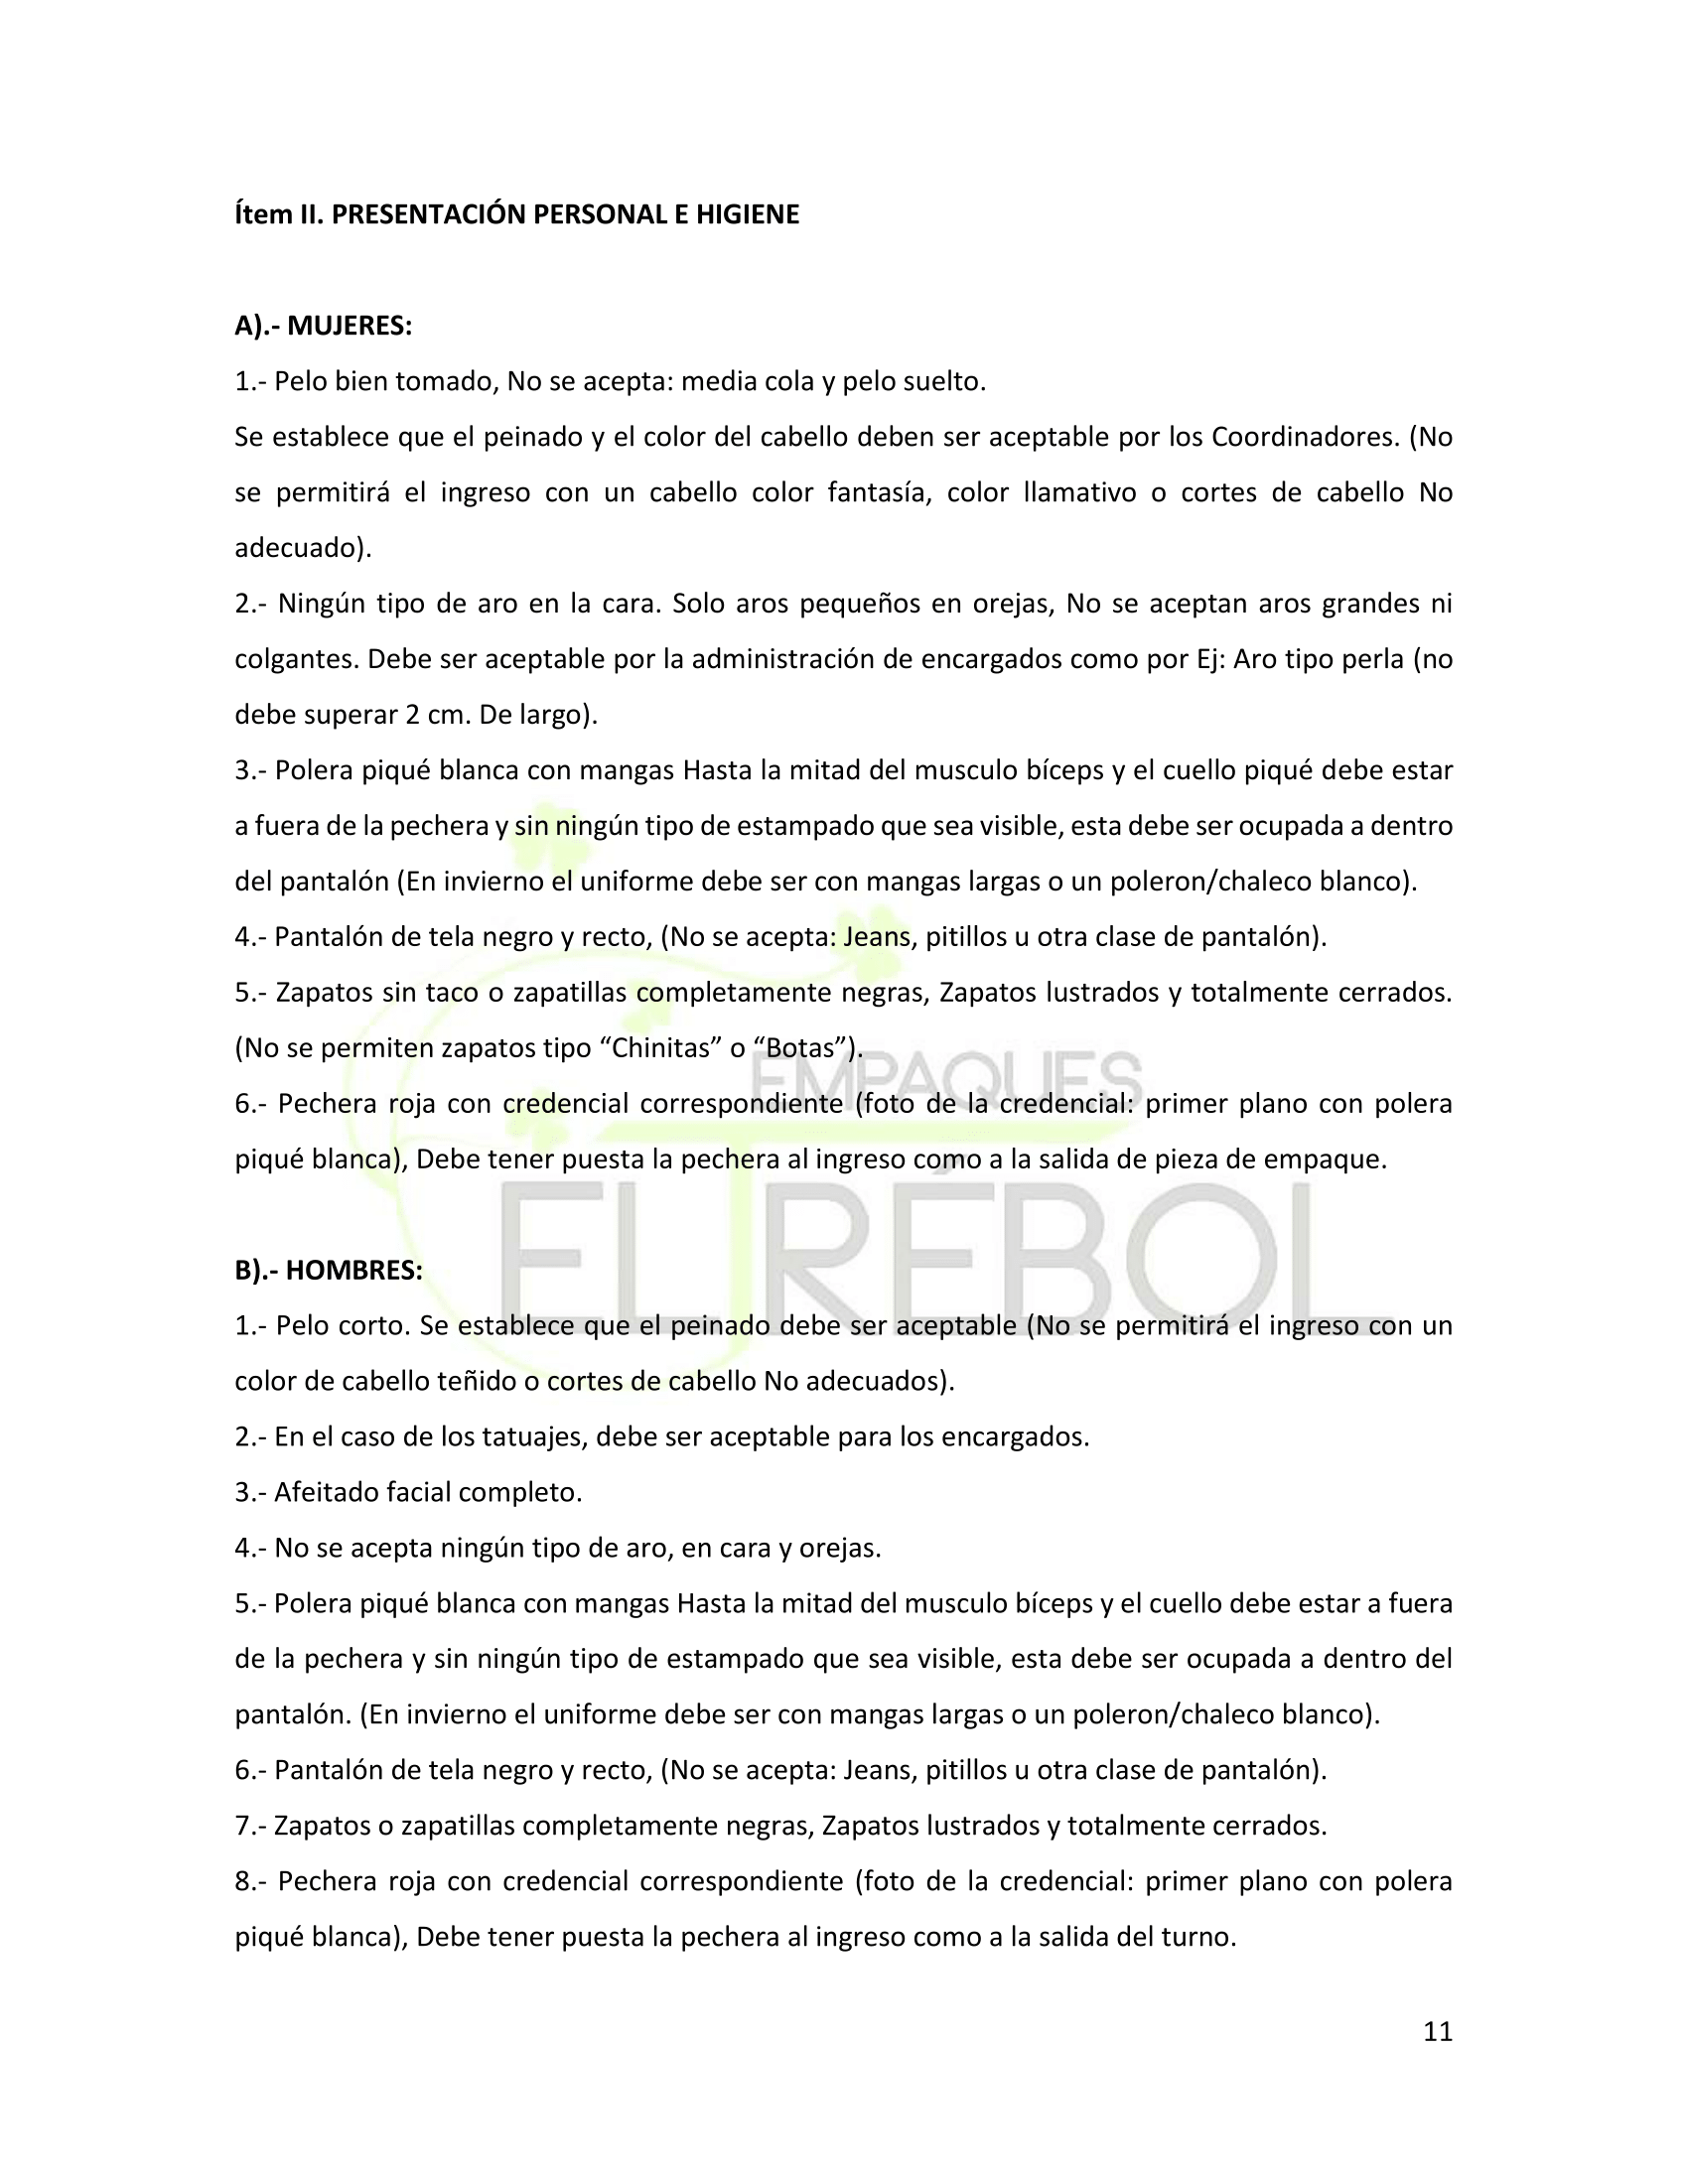 Ítem II. PRESENTACIÓN PERSONAL E HIGIENE
A).- MUJERES:
1.- Pelo bien tomado, No se acepta: media cola y pelo suelto.
Se establece que el peinado y el color del cabello deben ser aceptable por los Coordinadores. (No
se permitirá el ingreso con un cabello color fantasía, color llamativo o cortes de cabello No
adecuado).
2.- Ningún tipo de aro en la cara. Solo aros pequeños en orejas, No se aceptan aros grandes ni
colgantes. Debe ser aceptable por la administración de encargados como por Ej: Aro tipo perla (no
debe superar 2 cm. De largo).
3.- Polera piqué blanca con mangas Hasta la mitad del musculo bíceps y el cuello piqué debe estar
a fuera de la pechera y sin ningún tipo de estampado que sea visible, esta debe ser ocupada a dentro
del pantalón (En invierno el uniforme debe ser con mangas largas o un poleron/chaleco blanco).
4.- Pantalón de tela negro y recto, (No se acepta: Jeans, pitillos u otra clase de pantalón).
5.- Zapatos sin taco o zapatillas completamente negras, Zapatos lustrados y totalmente cerrados.
(No se permiten zapatos tipo “Chinitas” o “Botas”).
EMPAQUES
6.- Pechera roja con credencial correspondiente (foto de la credencial: primer plano con polera
piqué blanca), Debe tener puesta la pechera al ingreso como a la salida de pieza de empaque.
EL TRÉBOL
B).- HOMBRES:
1.- Pelo corto. Se establece que el peinado debe ser aceptable (No se permitirá el ingreso con un
color de cabello teñido o cortes de cabello No adecuados).
2.- En el caso de los tatuajes, debe ser aceptable para los encargados.
3.- Afeitado facial completo.
4.- No se acepta ningún tipo de aro, en cara y orejas.
5.- Polera piqué blanca con mangas Hasta la mitad del musculo bíceps y el cuello debe estar a fuera
de la pechera y sin ningún tipo de estampado que sea visible, esta debe ser ocupada a dentro del
pantalón. (En invierno el uniforme debe ser con mangas largas o un poleron/chaleco blanco).
6.- Pantalón de tela negro y recto, (No se acepta: Jeans, pitillos u otra clase de pantalón).
7.- Zapatos o zapatillas completamente negras, Zapatos lustrados y totalmente cerrados.
8.- Pechera roja con credencial correspondiente (foto de la credencial: primer plano con polera
piqué blanca), Debe tener puesta la pechera al ingreso como a la salida del turno.
11